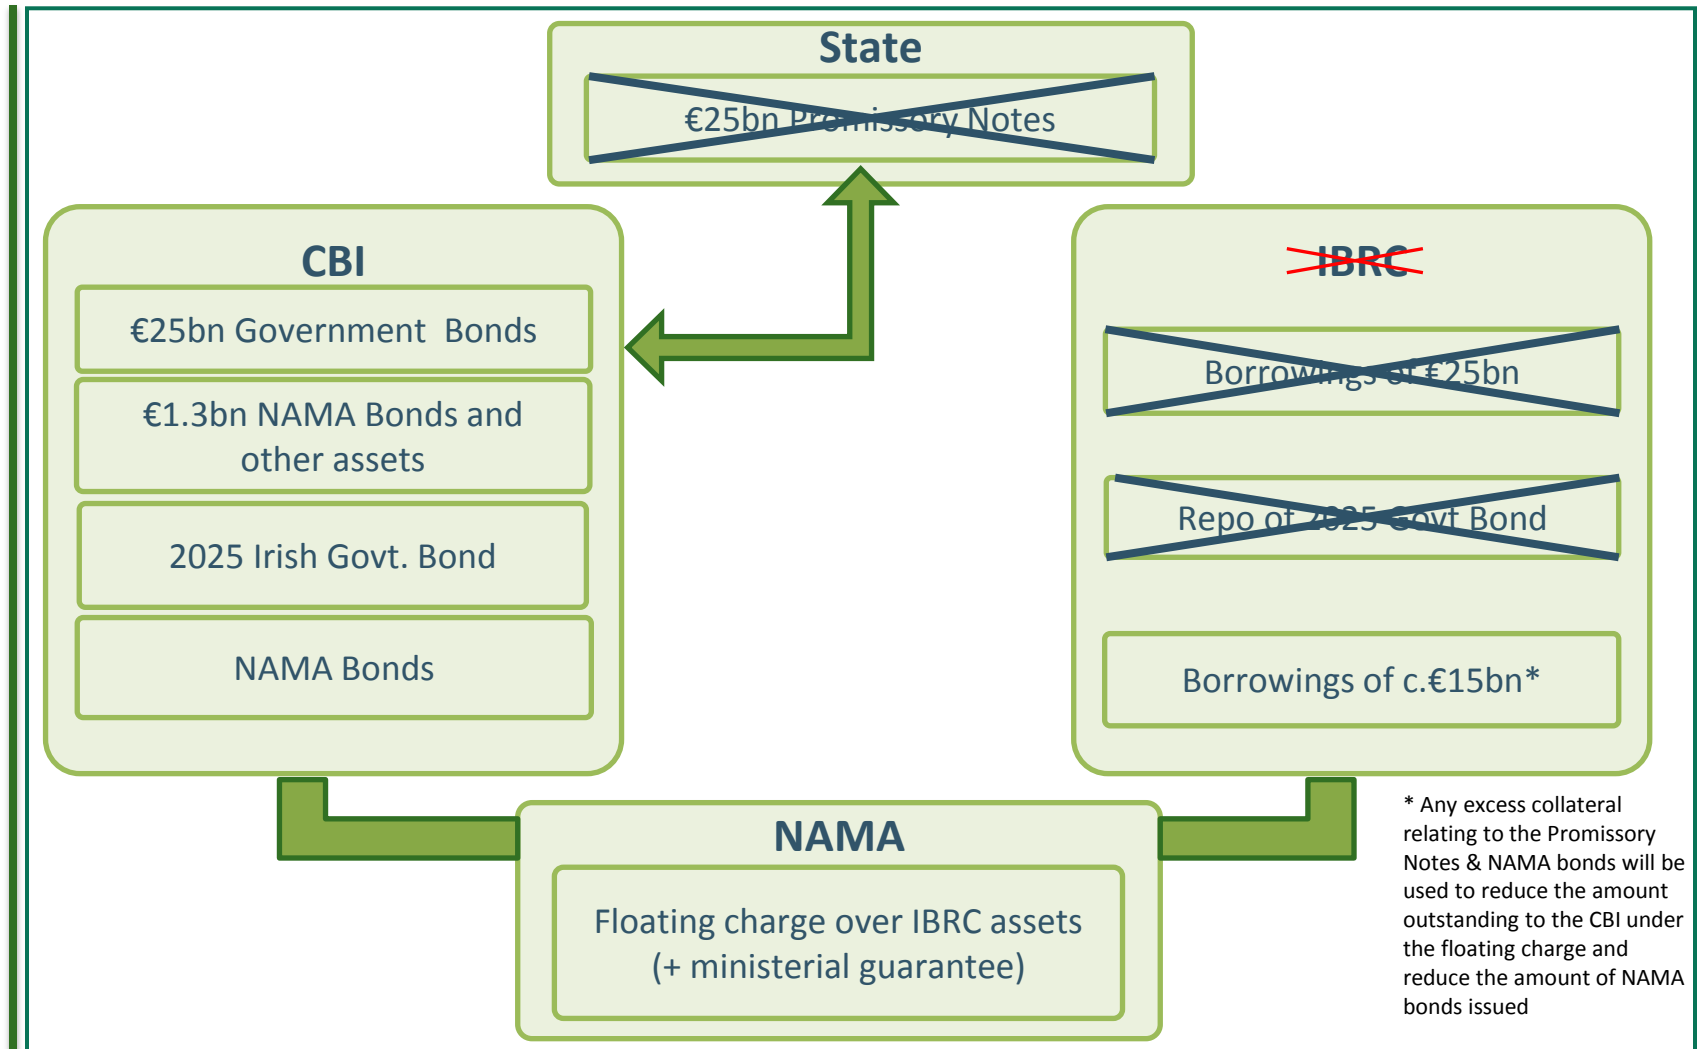 State
€25bn Promissory Notes
CBI
€25bn Government Bonds
€1.3bn NAMA Bonds and
other assets
2025 Irish Govt. Bond
NAMA Bonds
IBRC
Borrowings of €25bn
Repo of 2025 Govt Bond
Borrowings of c.€15bn*
NAMA
Floating charge over IBRC assets
(+ ministerial guarantee)
* Any excess collateral
relating to the Promissory
Notes & NAMA bonds will be
used to reduce the amount
outstanding to the CBI under
the floating charge and
reduce the amount of NAMA
bonds issued